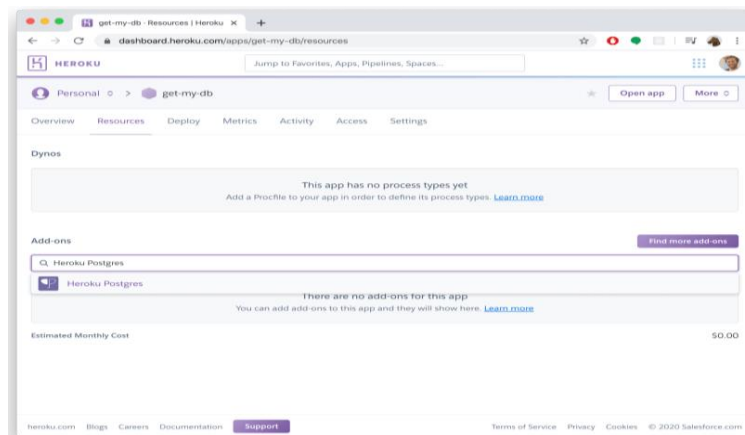 get-my-db · Resources | Heroku
dashboard.heroku.com/apps/get-my-db/resources
HEROKU
Jump to Favorites, Apps, Pipelines, Spaces...
Personal > get-my-db
Open app
More
Overview Resources Deploy Metrics Activity Access Settings
Dynos
This app has no process types yet
Add a Procfile to your app in order to define its process types. Learn more
Add-ons
Find more add-ons
Heroku Postgres
Heroku Postgres
There are no add-ons for this app
You can add add-ons to this app and they will show here. Learn more
Estimated Monthly Cost $0.00
heroku.com Blogs Careers Documentation Support Terms of Service Privacy Cookies © 2020 Salesforce.com